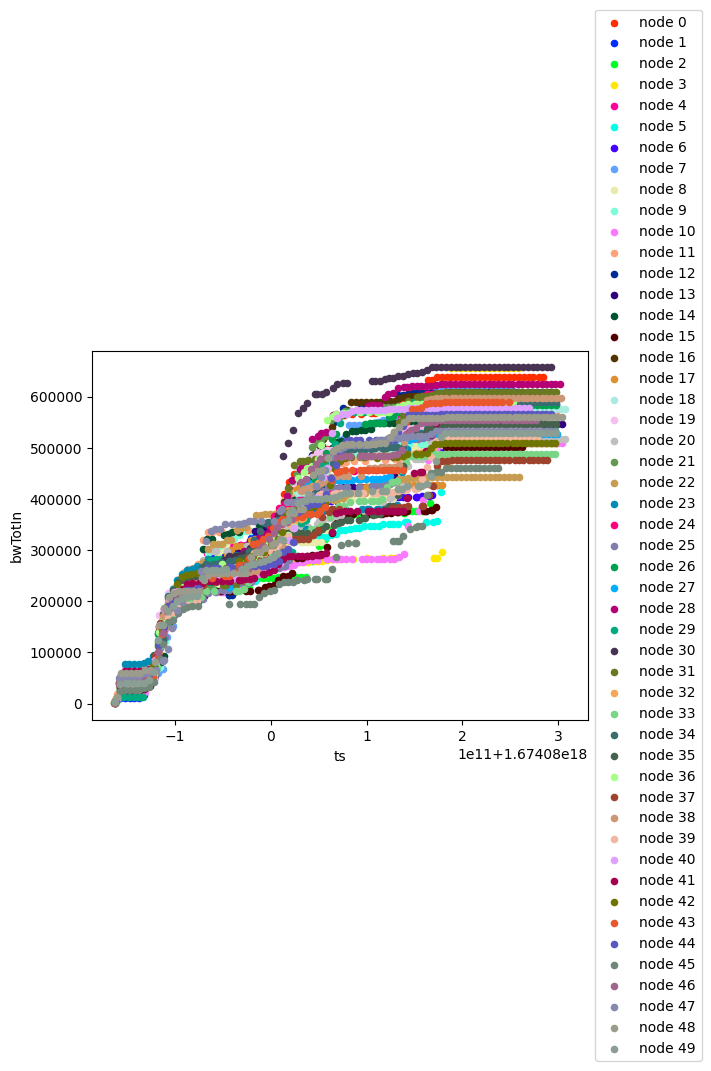 node 0
node 1
node 2
node 3
node 4
node 5
node 6
node 7
node 8
node 9
node 10
node 11
node 12
node 13
node 14
node 15
node 16
node 17
node 18
node 19
node 20
node 21
node 22
node 23
node 24
node 25
node 26
node 27
node 28
node 29
node 30
node 31
node 32
node 33
node 34
node 35
node 36
node 37
node 38
node 39
node 40
node 41
node 42
node 43
node 44
node 45
node 46
node 47
node 48
node 49
600000
500000
400000
300000
200000
100000
0
bwTotIn
−1 0 1 2 3
1e11+1.67408e18
ts